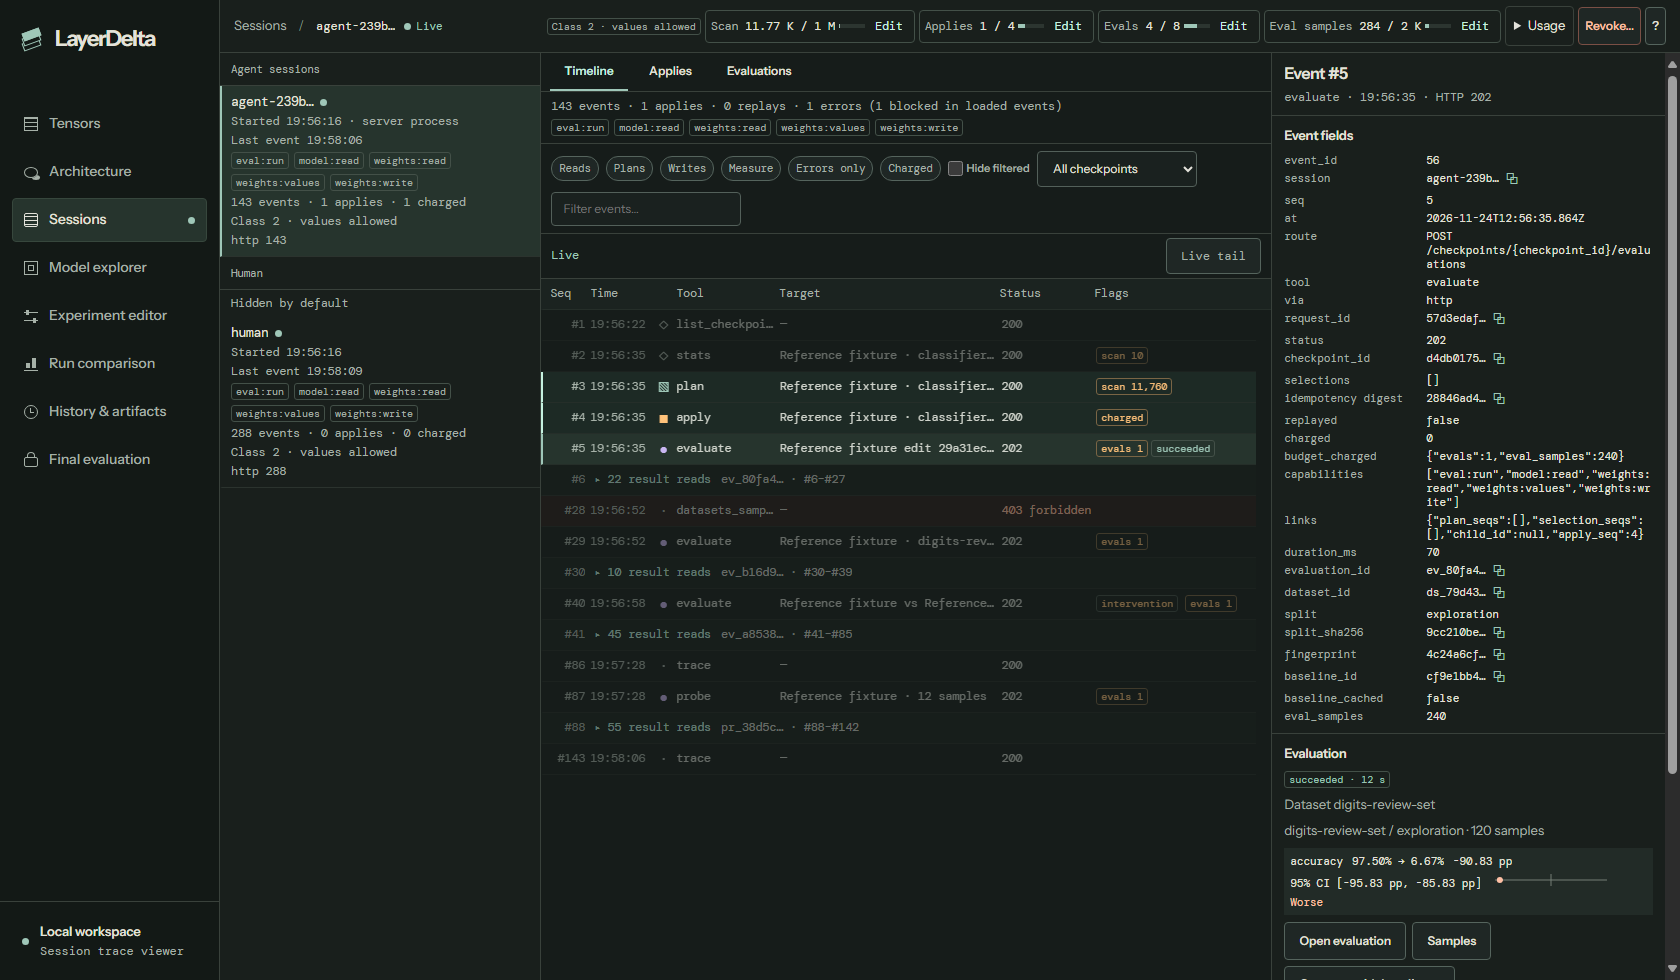 LayerDelta
Tensors
Architecture
Sessions
Model explorer
Experiment editor
Run comparison
History & artifacts
Final evaluation
Local workspace
Session trace viewer
Sessions / agent-239b… Live
Class 2 · values allowed
Scan 11.77 K / 1 M Edit
Applies 1 / 4 Edit
Evals 4 / 8 Edit
Eval samples 284 / 2 K Edit
Usage
Revoke…
?
Agent sessions
agent-239b…
Started 19:56:16 · server process
Last event 19:58:06
eval:run model:read weights:read
weights:values weights:write
143 events · 1 applies · 1 charged
Class 2 · values allowed
http 143
Human
Hidden by default
human
Started 19:56:16
Last event 19:58:09
eval:run model:read weights:read
weights:values weights:write
288 events · 0 applies · 0 charged
Class 2 · values allowed
http 288
Timeline Applies Evaluations
143 events · 1 applies · 0 replays · 1 errors (1 blocked in loaded events)
eval:run model:read weights:read weights:values weights:write
Reads Plans Writes Measure Errors only Charged Hide filtered All checkpoints
Filter events…
Live Live tail
Seq Time Tool Target Status Flags
#1 19:56:22 list_checkpoi… — 200
#2 19:56:35 stats Reference fixture · classifier… 200 scan 10
#3 19:56:35 plan Reference fixture · classifier… 200 scan 11,760
#4 19:56:35 apply Reference fixture · classifier… 200 charged
#5 19:56:35 evaluate Reference fixture edit 29a31ec… 202 evals 1 succeeded
#6 ▸ 22 result reads ev_80fa4… · #6–#27
#28 19:56:52 · datasets_samp… — 403 forbidden
#29 19:56:52 evaluate Reference fixture · digits-rev… 202 evals 1
#30 ▸ 10 result reads ev_b16d9… · #30–#39
#40 19:56:58 evaluate Reference fixture vs Reference… 202 intervention evals 1
#41 ▸ 45 result reads ev_a8538… · #41–#85
#86 19:57:28 · trace — 200
#87 19:57:28 probe Reference fixture · 12 samples 202 evals 1
#88 ▸ 55 result reads pr_38d5c… · #88–#142
#143 19:58:06 · trace — 200
Event #5
evaluate · 19:56:35 · HTTP 202
Event fields
event_id 56
session agent-239b…
seq 5
at 2026-11-24T12:56:35.864Z
route POST
/checkpoints/{checkpoint_id}/evalu
ations
tool evaluate
via http
request_id 57d3edaf…
status 202
checkpoint_id d4db0175…
selections []
idempotency digest 28846ad4…
replayed false
charged 0
budget_charged {"evals":1,"eval_samples":240}
capabilities ["eval:run","model:read","weights:
read","weights:values","weights:wr
ite"]
links {"plan_seqs":[],"selection_seqs":
[],"child_id":null,"apply_seq":4}
duration_ms 70
evaluation_id ev_80fa4…
dataset_id ds_79d43…
split exploration
split_sha256 9cc210be…
fingerprint 4c24a6cf…
baseline_id cf9e1bb4…
baseline_cached false
eval_samples 240
Evaluation
succeeded · 12 s
Dataset digits-review-set
digits-review-set / exploration · 120 samples
accuracy 97.50% → 6.67% -90.83 pp
95% CI [-95.83 pp, -85.83 pp]
Worse
Open evaluation Samples